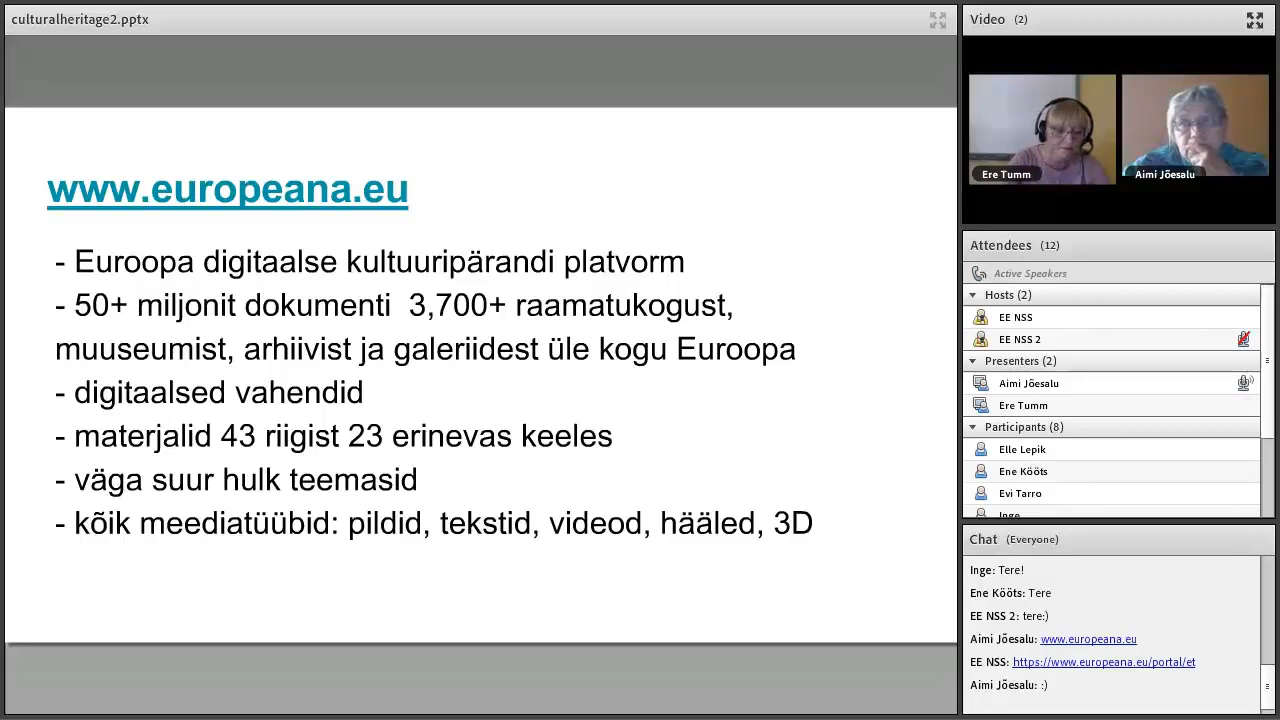 culturalheritage2.pptx
www.europeana.eu
- Euroopa digitaalse kultuuripärandi platvorm
- 50+ miljonit dokumenti  3,700+ raamatukogust,
muuseumist, arhiivist ja galeriidest üle kogu Euroopa
- digitaalsed vahendid
- materjalid 43 riigist 23 erinevas keeles
- väga suur hulk teemasid
- kõik meediatüübid: pildid, tekstid, videod, hääled, 3D
Video (2)
Ere Tumm
Aimi Jõesalu
Attendees (12)
Active Speakers
Hosts (2)
EE NSS
EE NSS 2
Presenters (2)
Aimi Jõesalu
Ere Tumm
Participants (8)
Elle Lepik
Ene Kööts
Evi Tarro
Inge
Chat (Everyone)
Inge: Tere!
Ene Kööts: Tere
EE NSS 2: tere:)
Aimi Jõesalu: www.europeana.eu
EE NSS: https://www.europeana.eu/portal/et
Aimi Jõesalu: :)